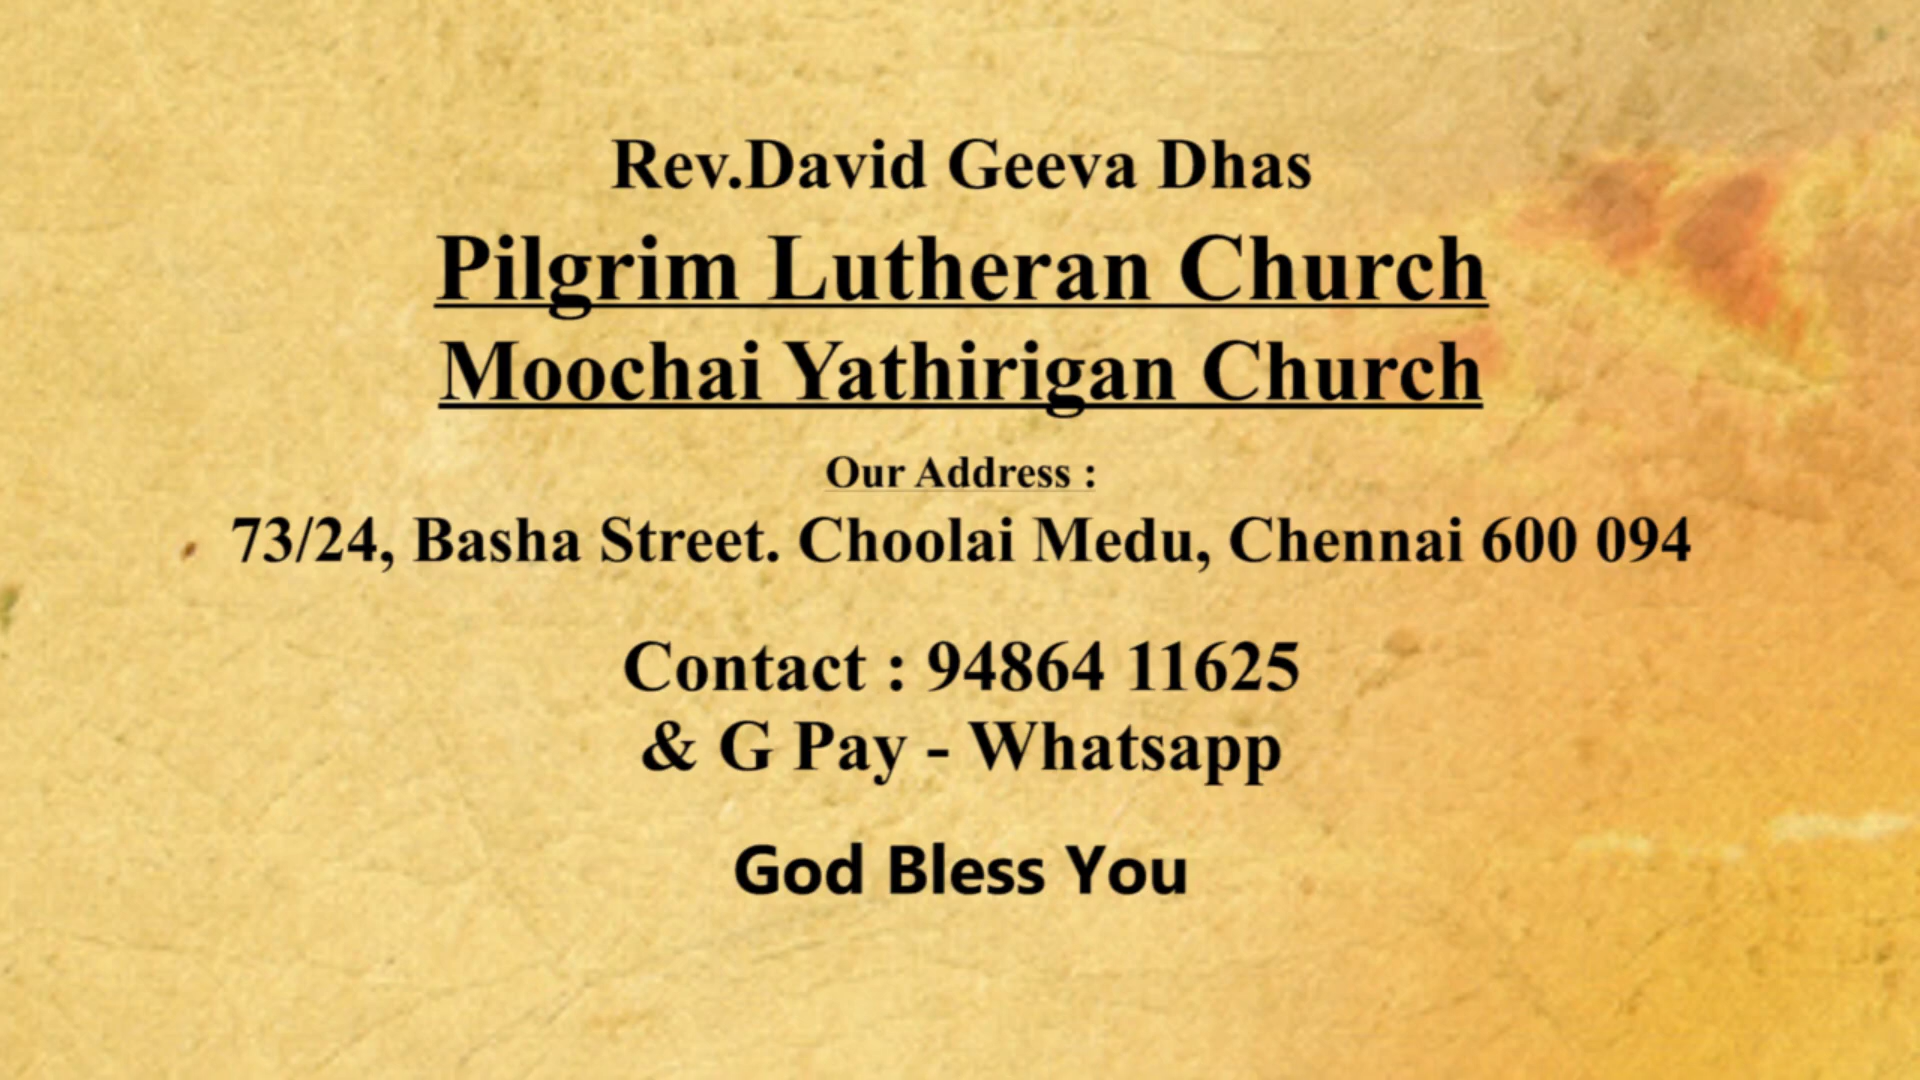 Rev.David Geeva Dhas
Pilgrim Lutheran Church
Moochai Yathirigan Church
Our Address :
73/24, Basha Street. Choolai Medu, Chennai 600 094
Contact : 94864 11625
& G Pay - Whatsapp
God Bless You